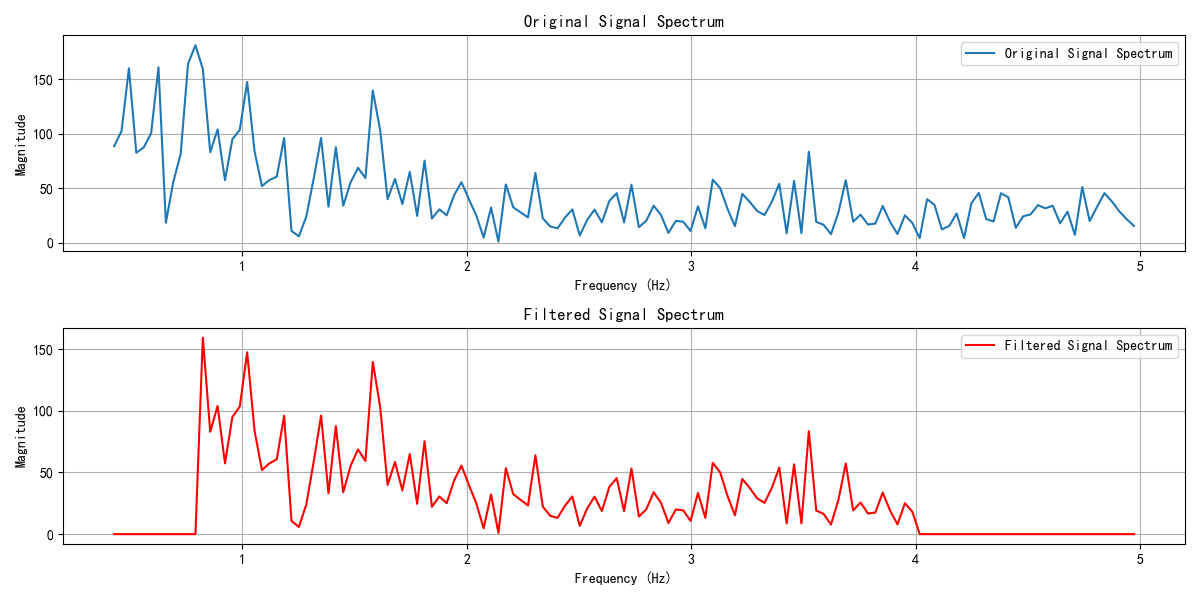 Original Signal Spectrum
Original Signal Spectrum
Magnitude
150
100
50
0
1
2
3
4
5
Frequency (Hz)
Filtered Signal Spectrum
Filtered Signal Spectrum
Magnitude
150
100
50
0
1
2
3
4
5
Frequency (Hz)